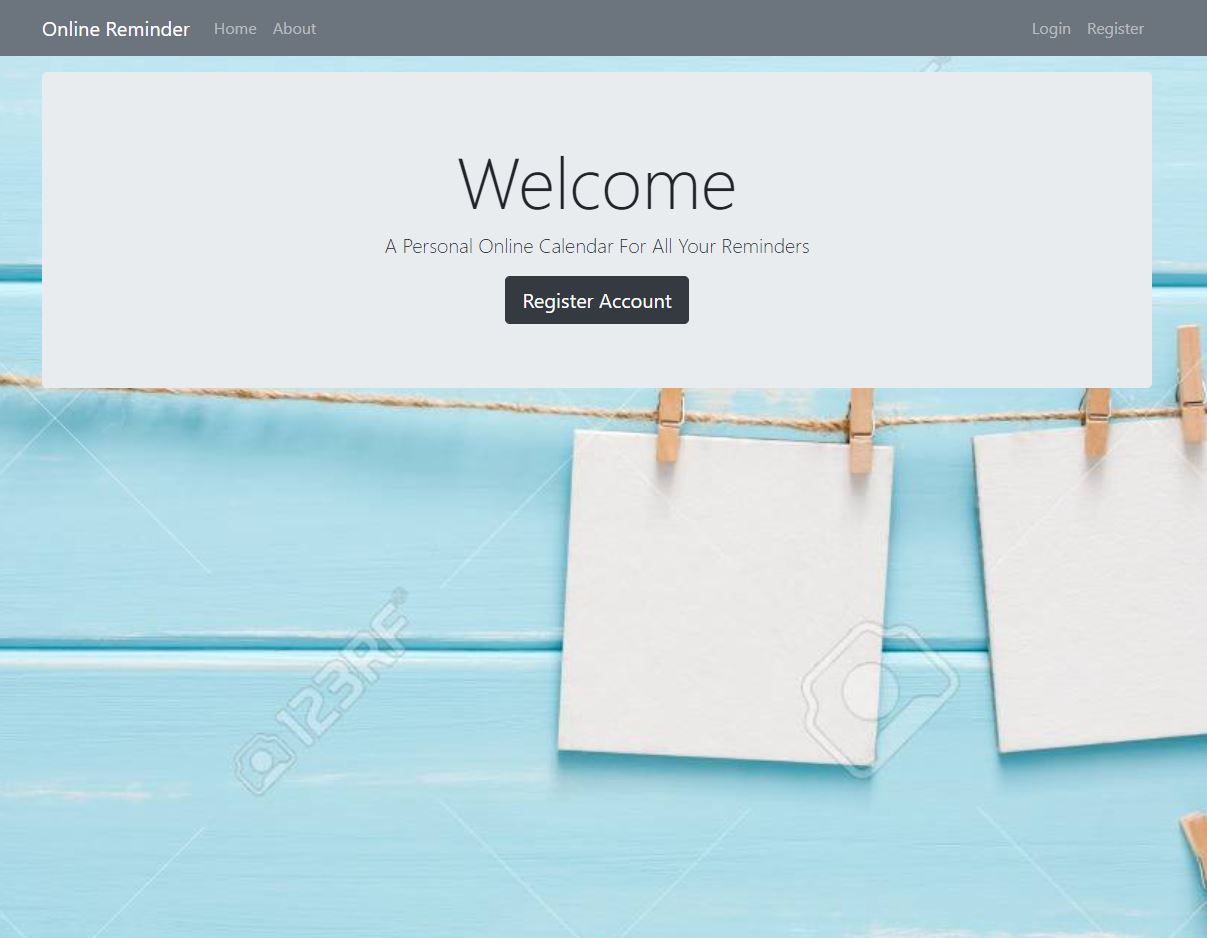 Online Reminder Home About Login Register
Welcome
A Personal Online Calendar For All Your Reminders
Register Account
123RF